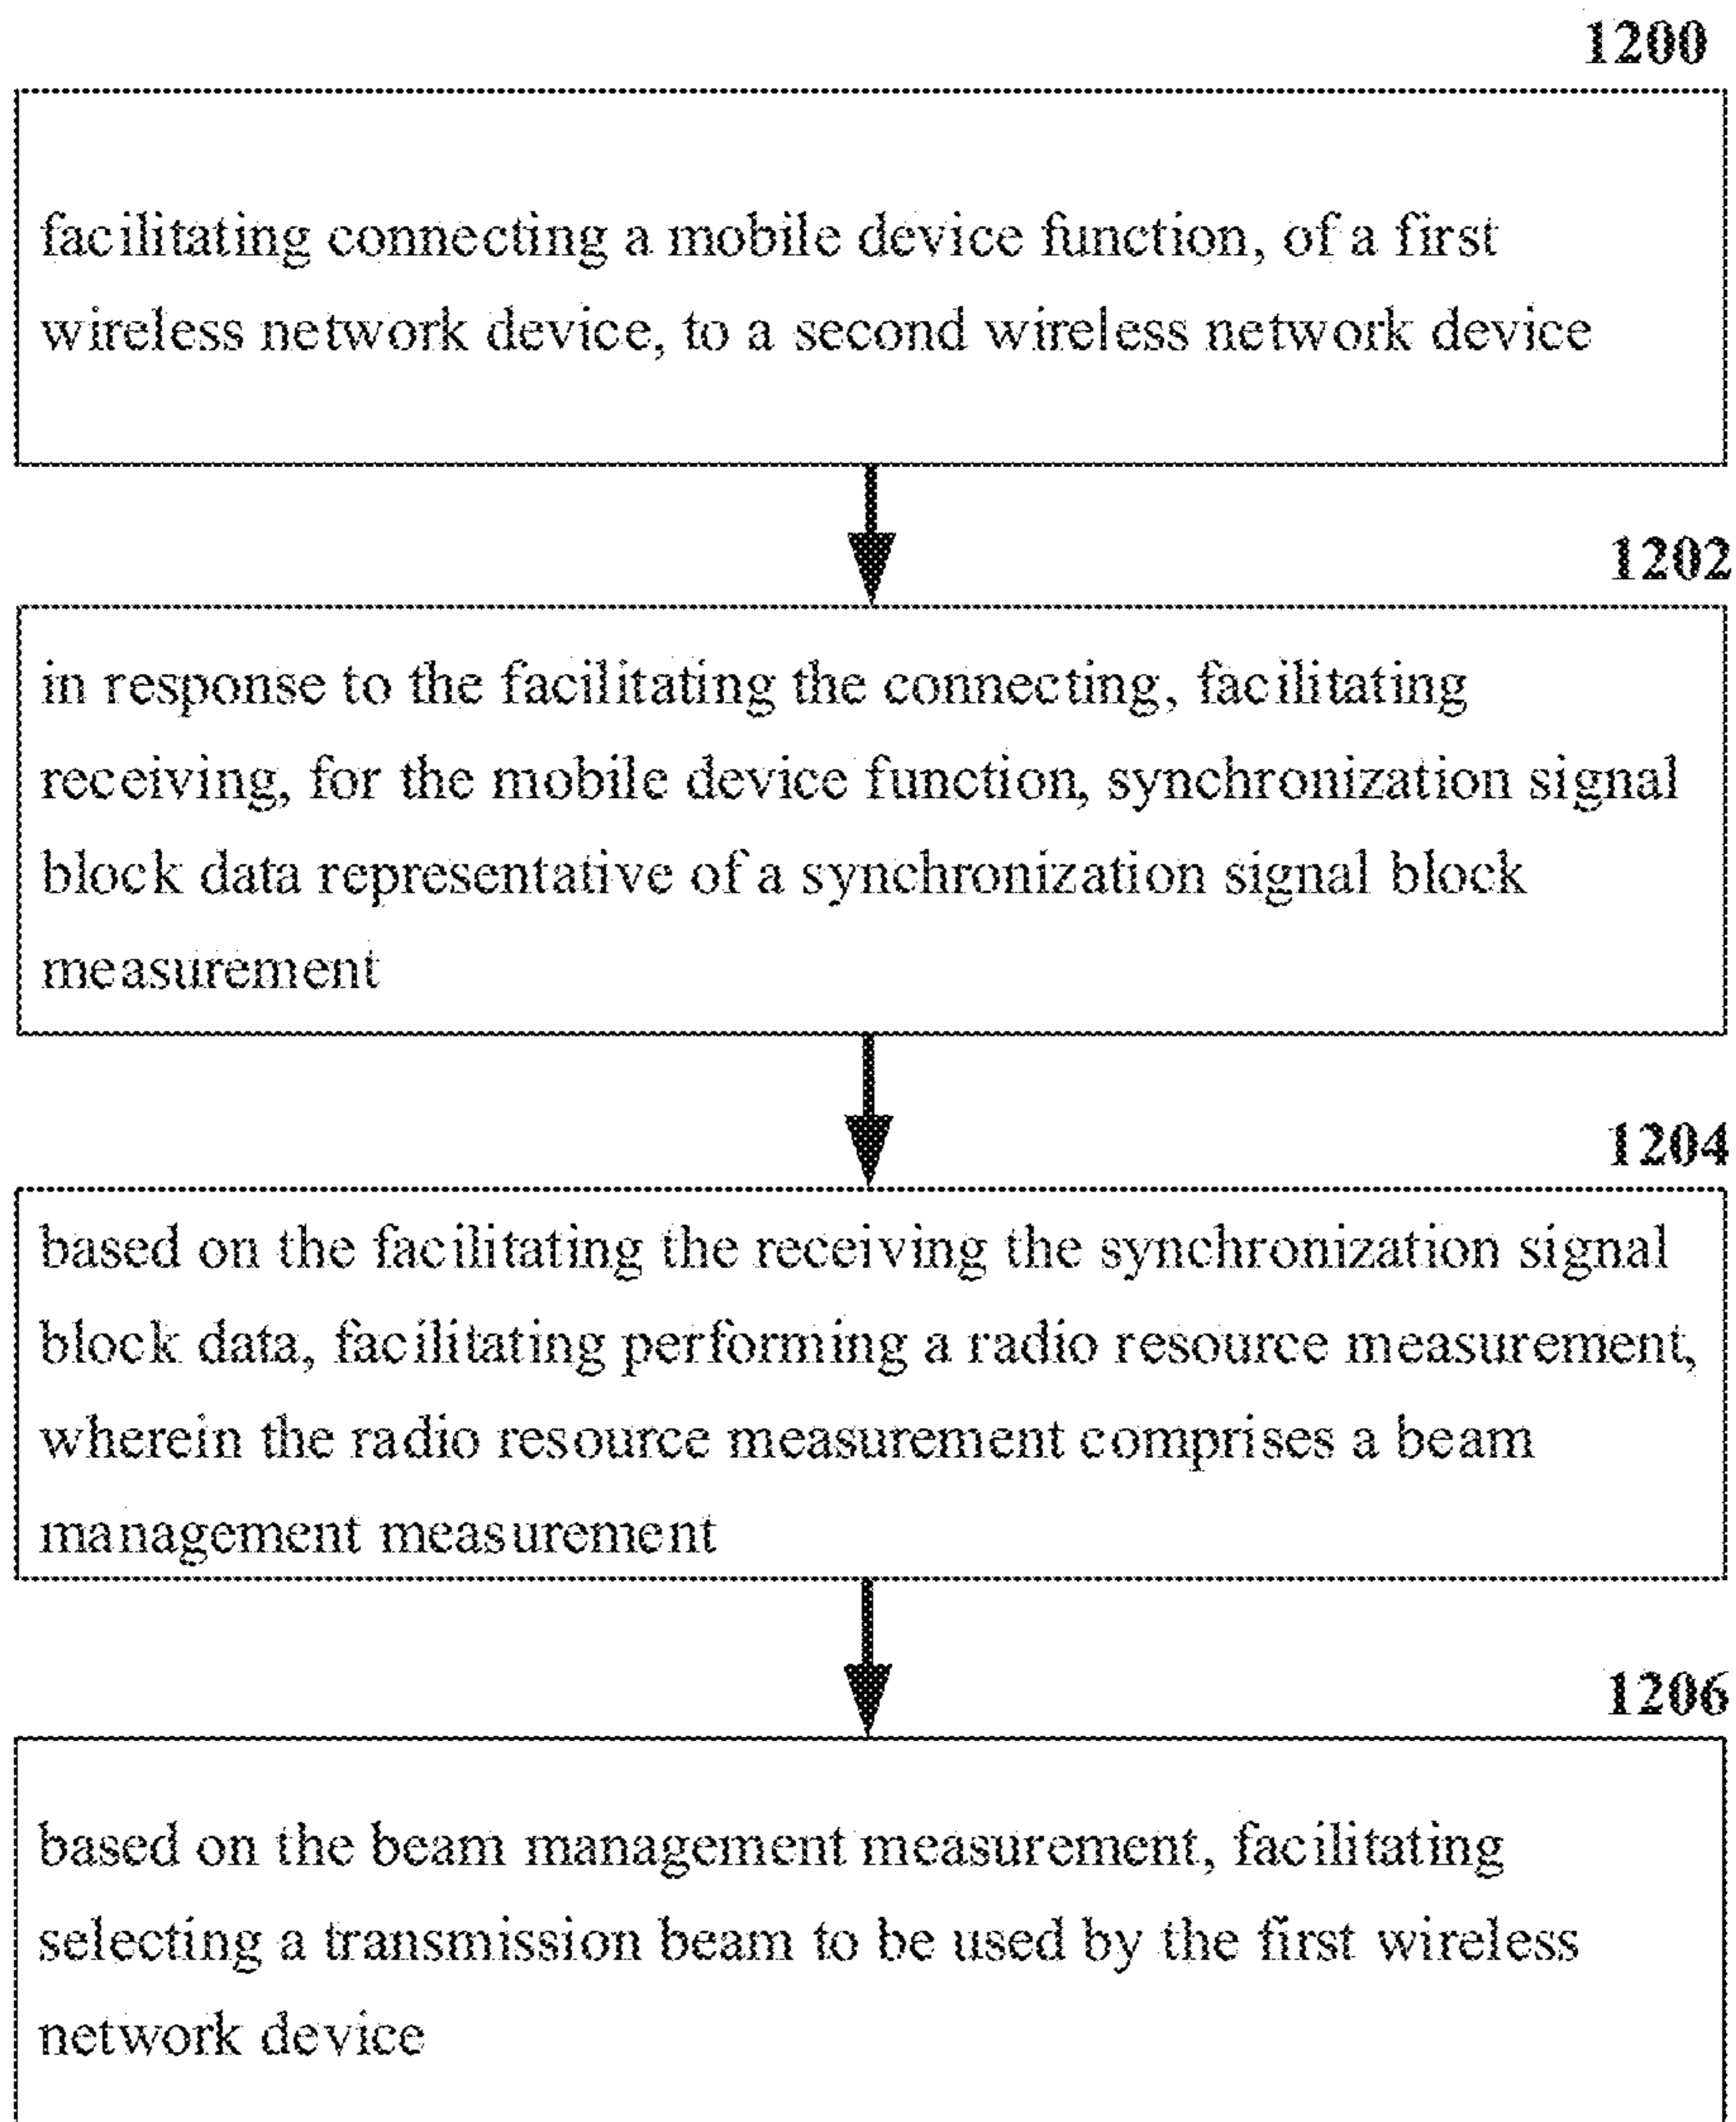 1200
facilitating connecting a mobile device function, of a first
wireless network device, to a second wireless network device
1202
in response to the facilitating the connecting, facilitating
receiving, for the mobile device function, synchronization signal
block data representative of a synchronization signal block
measurement
1204
based on the facilitating the receiving the synchronization signal
block data, facilitating performing a radio resource measurement,
wherein the radio resource measurement comprises a beam
management measurement
1206
based on the beam management measurement, facilitating
selecting a transmission beam to be used by the first wireless
network device